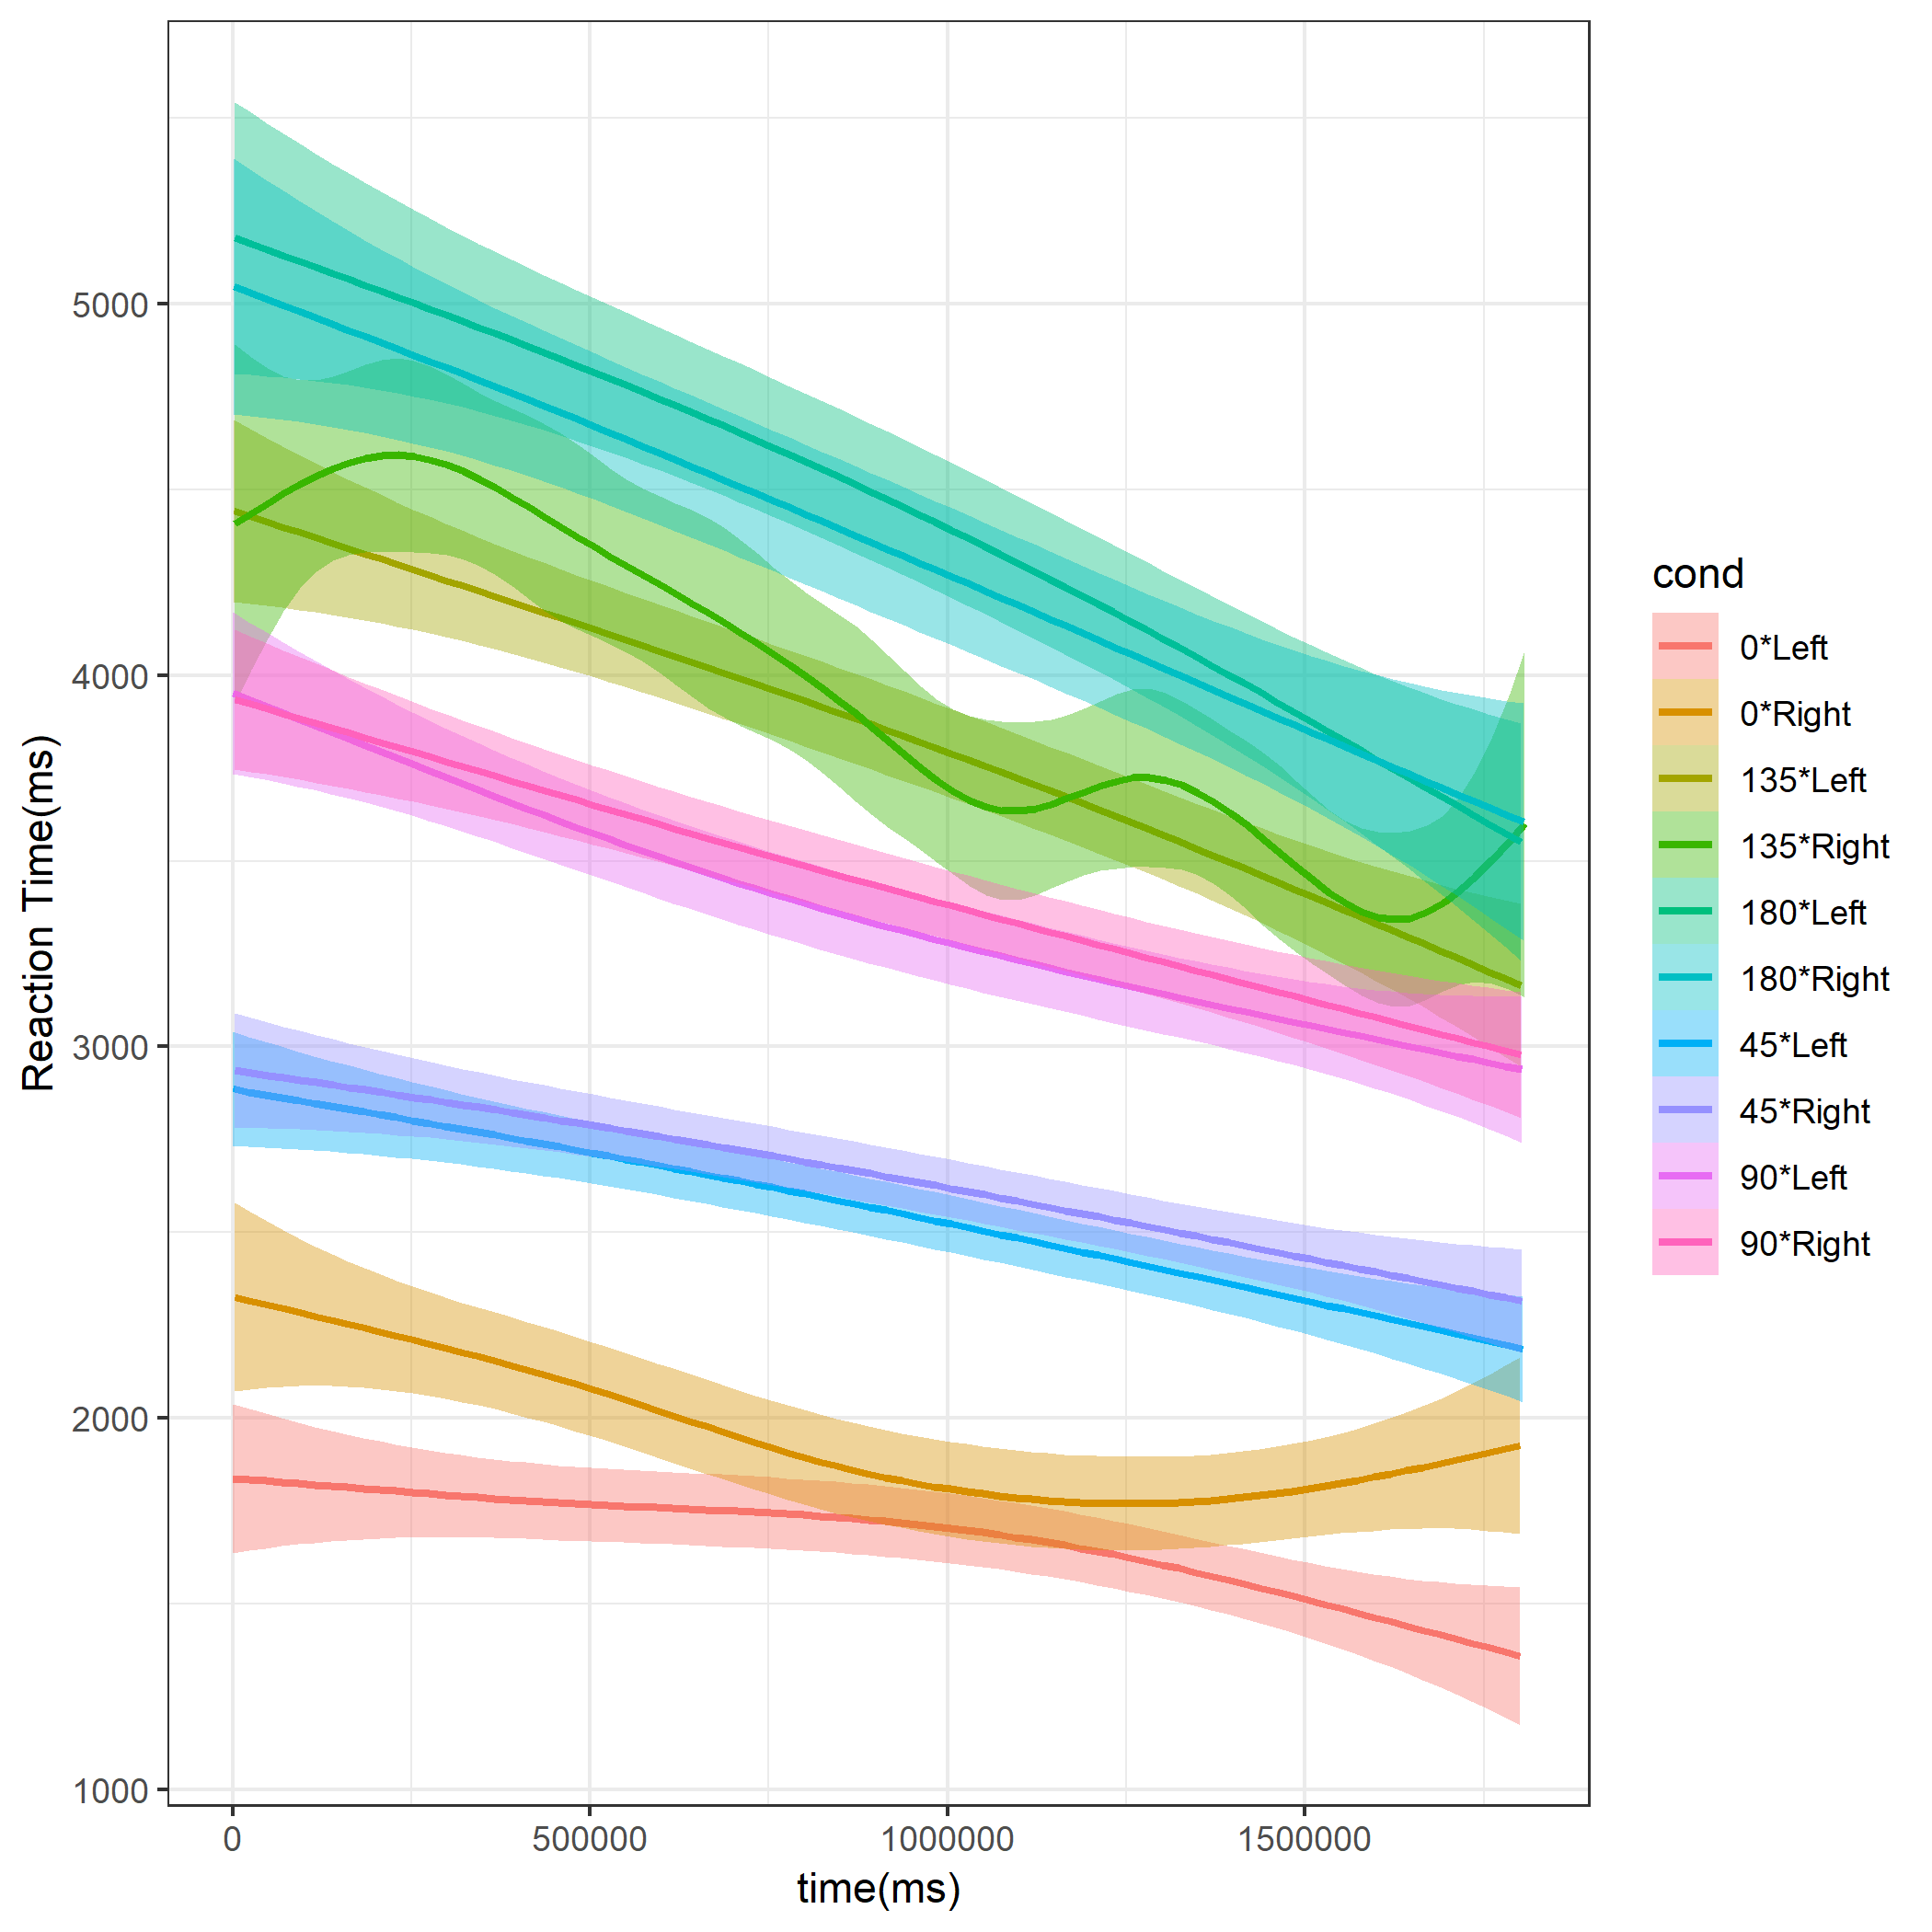 5000
4000
3000
2000
1000
Reaction Time(ms)
0 500000 1000000 1500000
time(ms)
cond
0*Left
0*Right
135*Left
135*Right
180*Left
180*Right
45*Left
45*Right
90*Left
90*Right